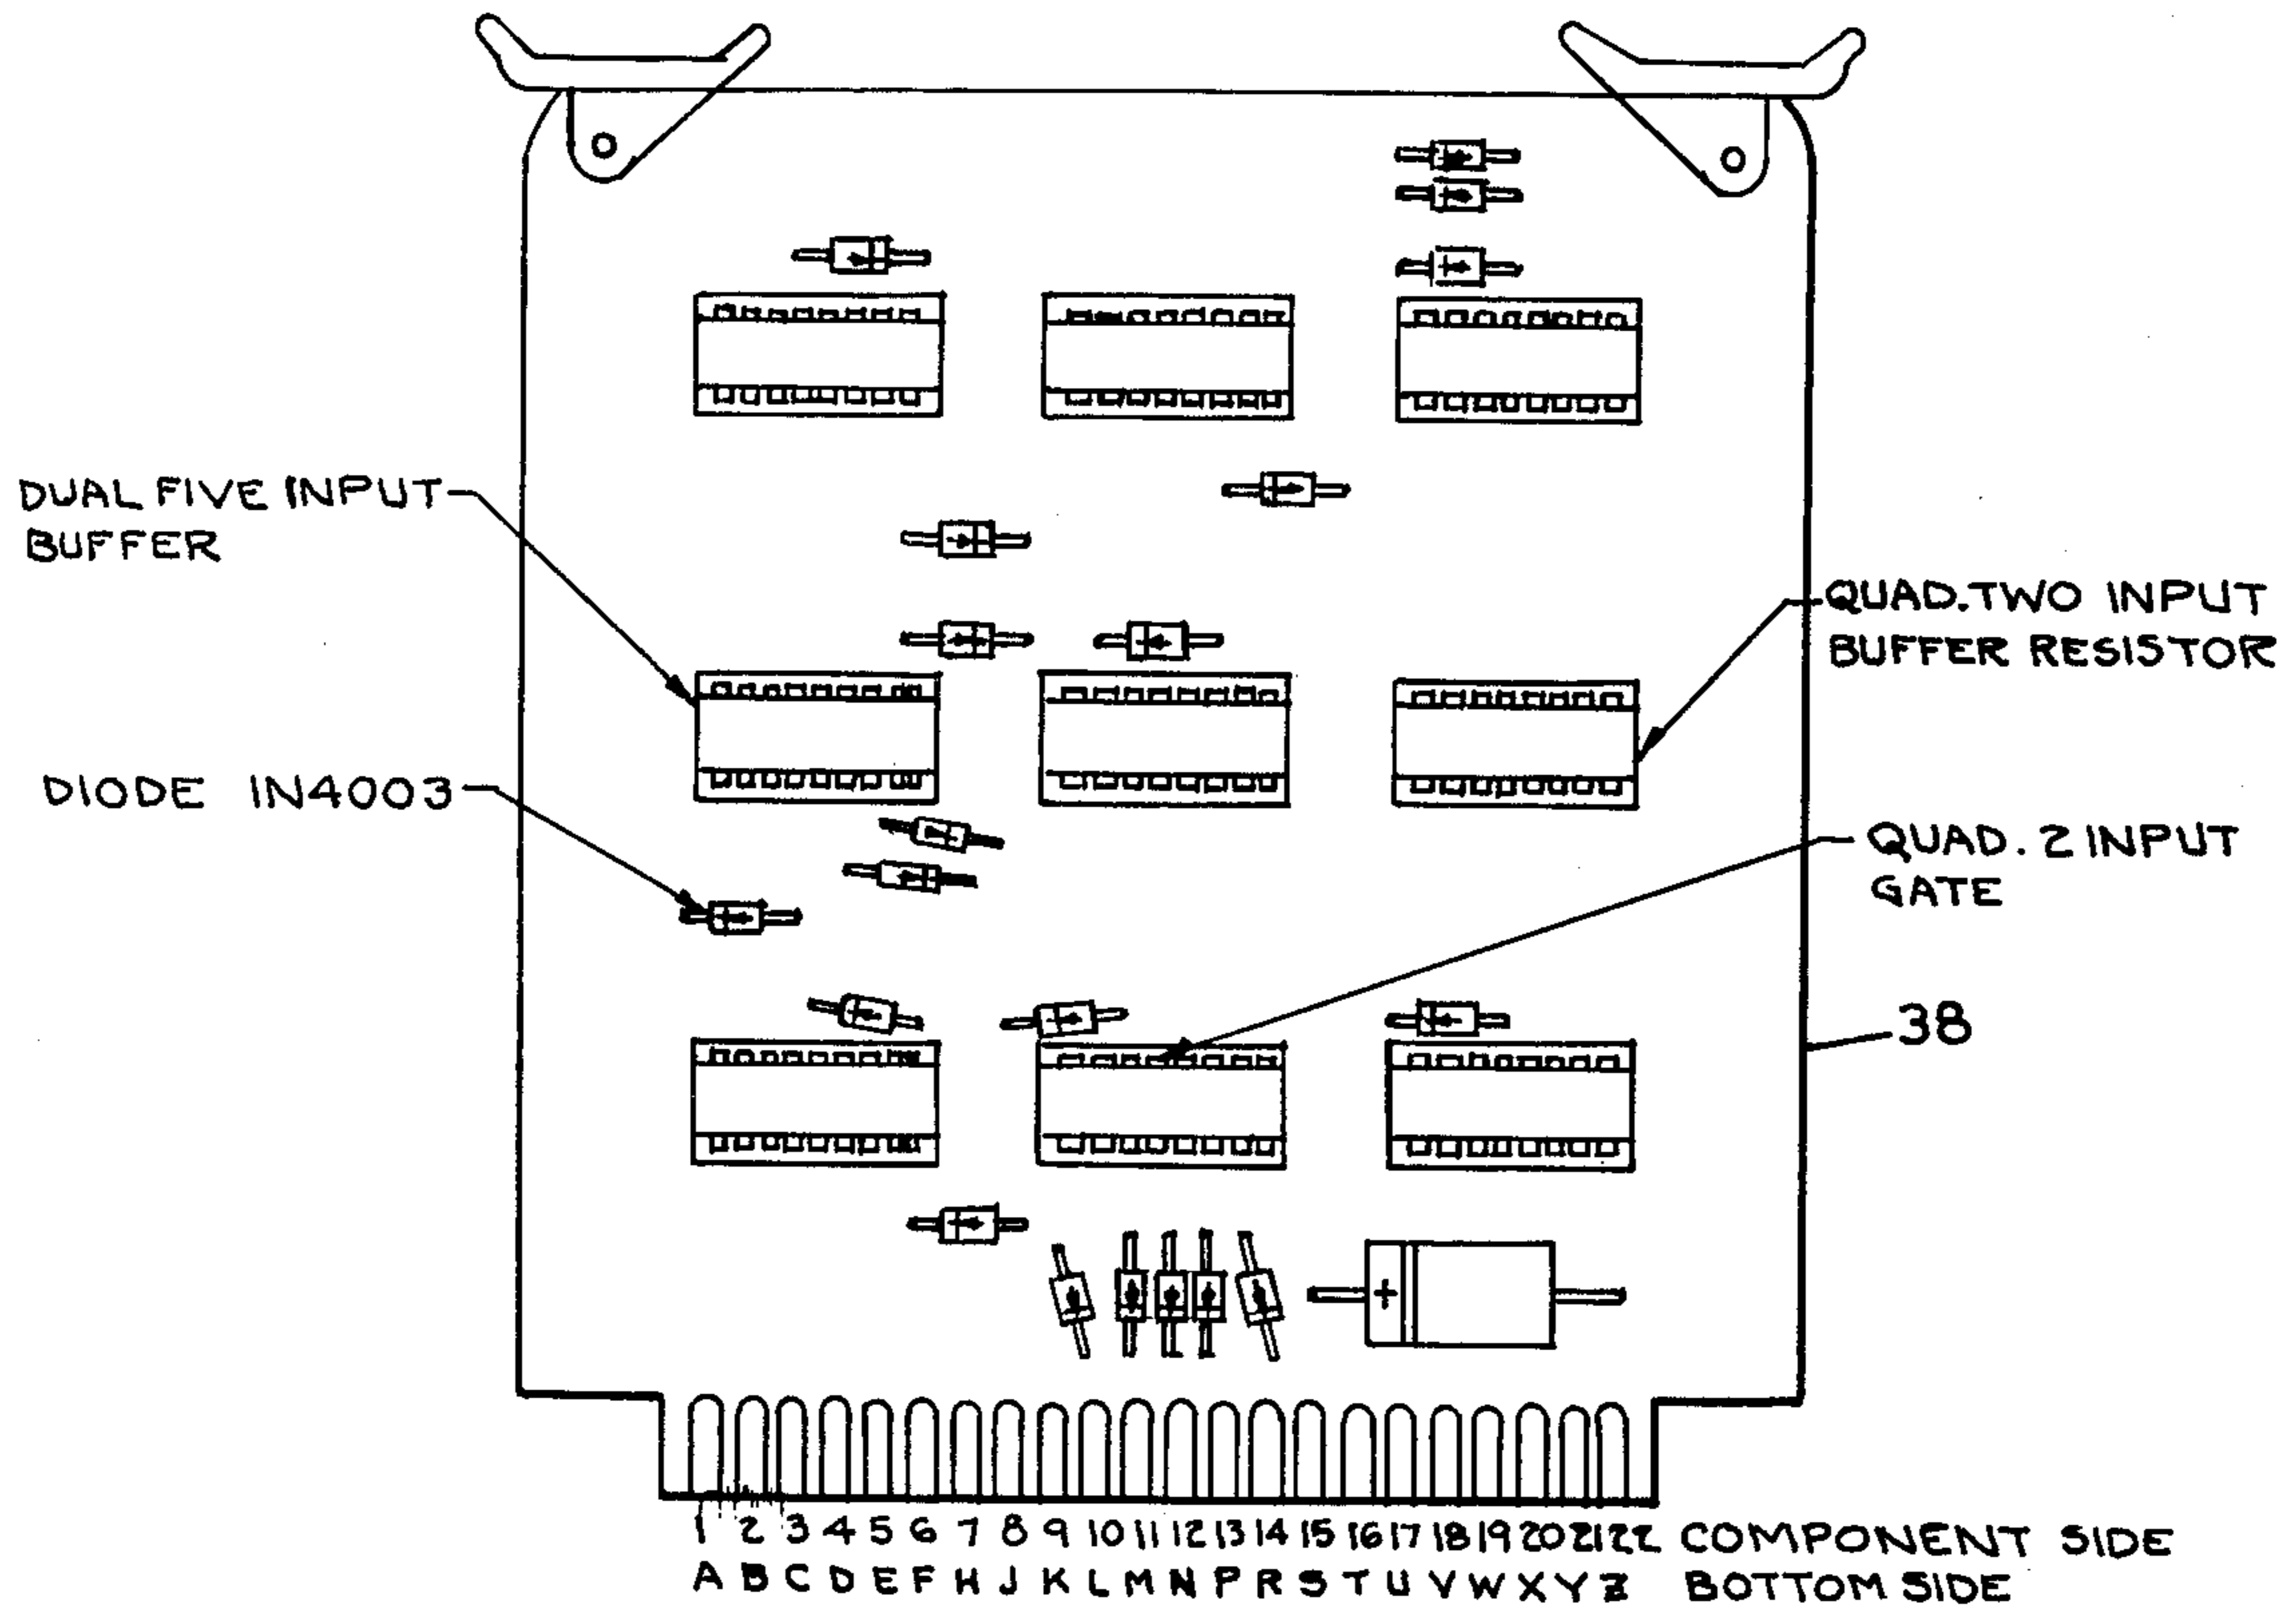 DUAL FIVE INPUT
BUFFER
QUAD. TWO INPUT
BUFFER RESISTOR
DIODE IN4003
QUAD. 2 INPUT
GATE
38
+
1 2 3 4 5 6 7 8 9 10 11 12 13 14 15 16 17 18 19 20 21 22 COMPONENT SIDE
A B C D E F H J K L M N P R S T U V W X Y Z BOTTOM SIDE